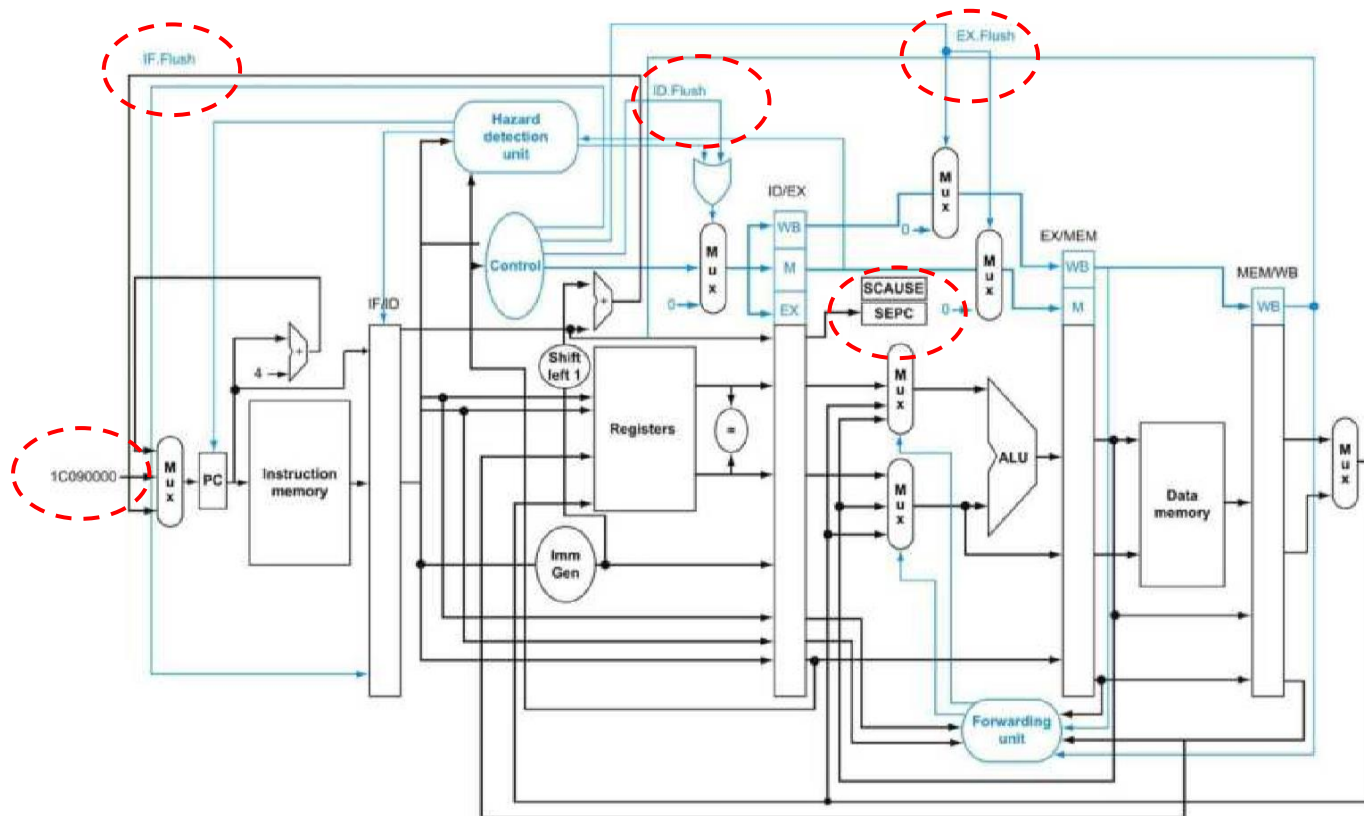 IF.Flush
EX.Flush
ID.Flush
Hazard
detection
unit
ID/EX
M
u
x
WB
M
u
x
0
EX/MEM
Control
M
M
u
x
WB
MEM/WB
SCAUSE
0
IF/ID
0
EX
SEPC
M
WB
+
+
Shift
left 1
4
M
u
x
Registers
=
M
u
x
1C090000
M
u
x
PC
Instruction
memory
ALU
M
u
x
Data
memory
Imm
Gen
Forwarding
unit